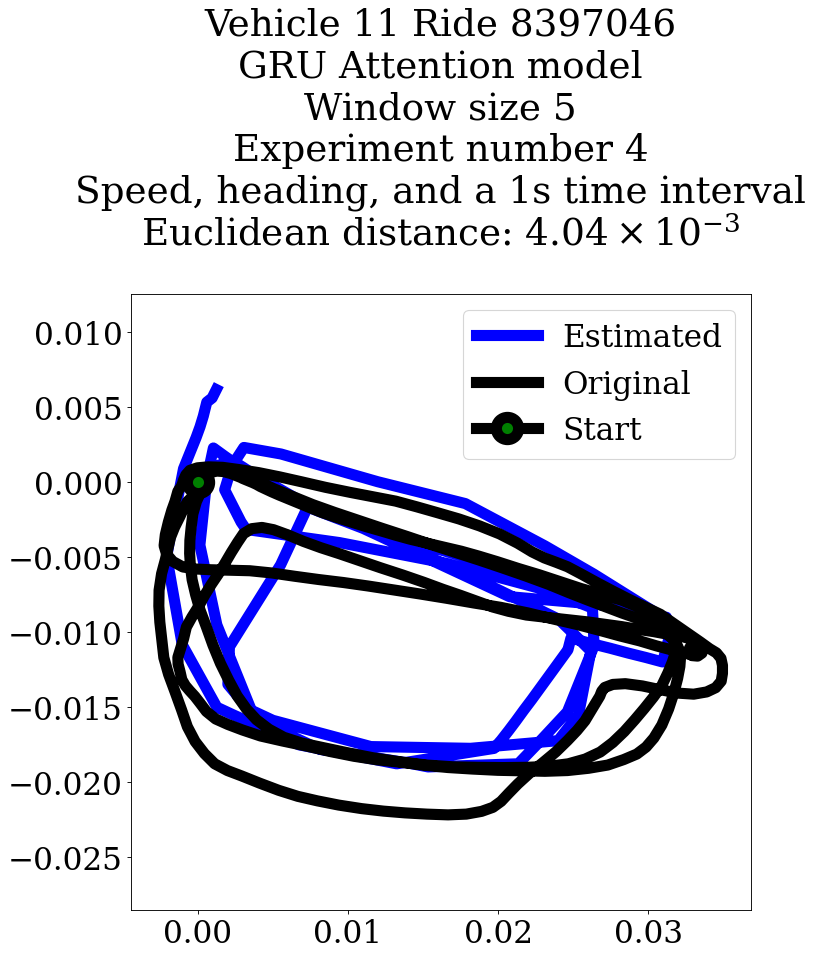 Vehicle 11 Ride 8397046
GRU Attention model
Window size 5
Experiment number 4
Speed, heading, and a 1s time interval
Euclidean distance: 4.04 × 10⁻³
Estimated
Original
Start
0.010
0.005
0.000
−0.005
−0.010
−0.015
−0.020
−0.025
0.00 0.01 0.02 0.03